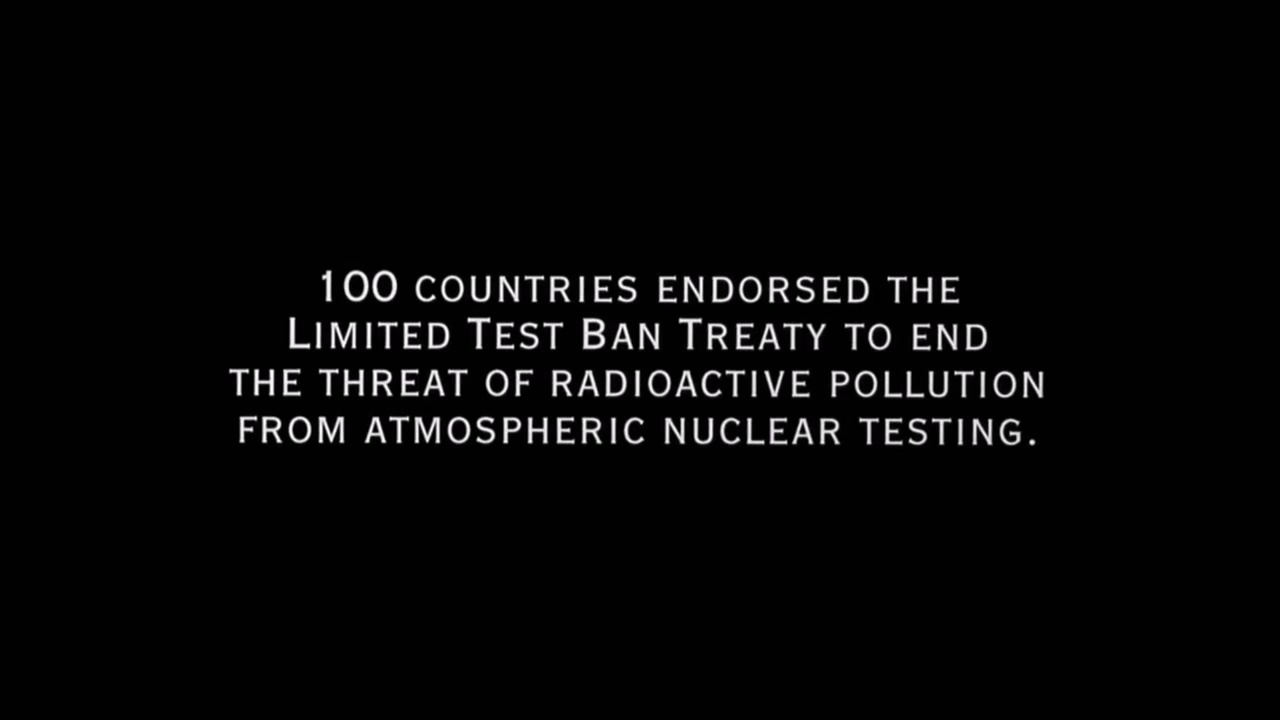 100 COUNTRIES ENDORSED THE
LIMITED TEST BAN TREATY TO END
THE THREAT OF RADIOACTIVE POLLUTION
FROM ATMOSPHERIC NUCLEAR TESTING.